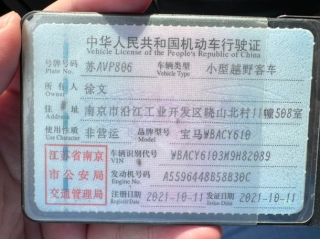 中华人民共和国机动车行驶证
Vehicle License of the People's Republic of China
号牌号码 苏AVP806 车辆类型 小型越野客车
Plate No. Vehicle Type
所有人 徐文
Owner
住址 南京市沿江工业开发区晓山北村11幢508室
Address
使用性质 非营运 品牌型号 宝马WBACY610
Use Character Model
江苏省南京市公安局交通管理局
车辆识别代号 WBACY6103M9H82089
VIN
发动机号码 A5596448B58B30C
Engine No.
注册日期 2021-10-11 发证日期 2021-10-11
Register Date Issue Date